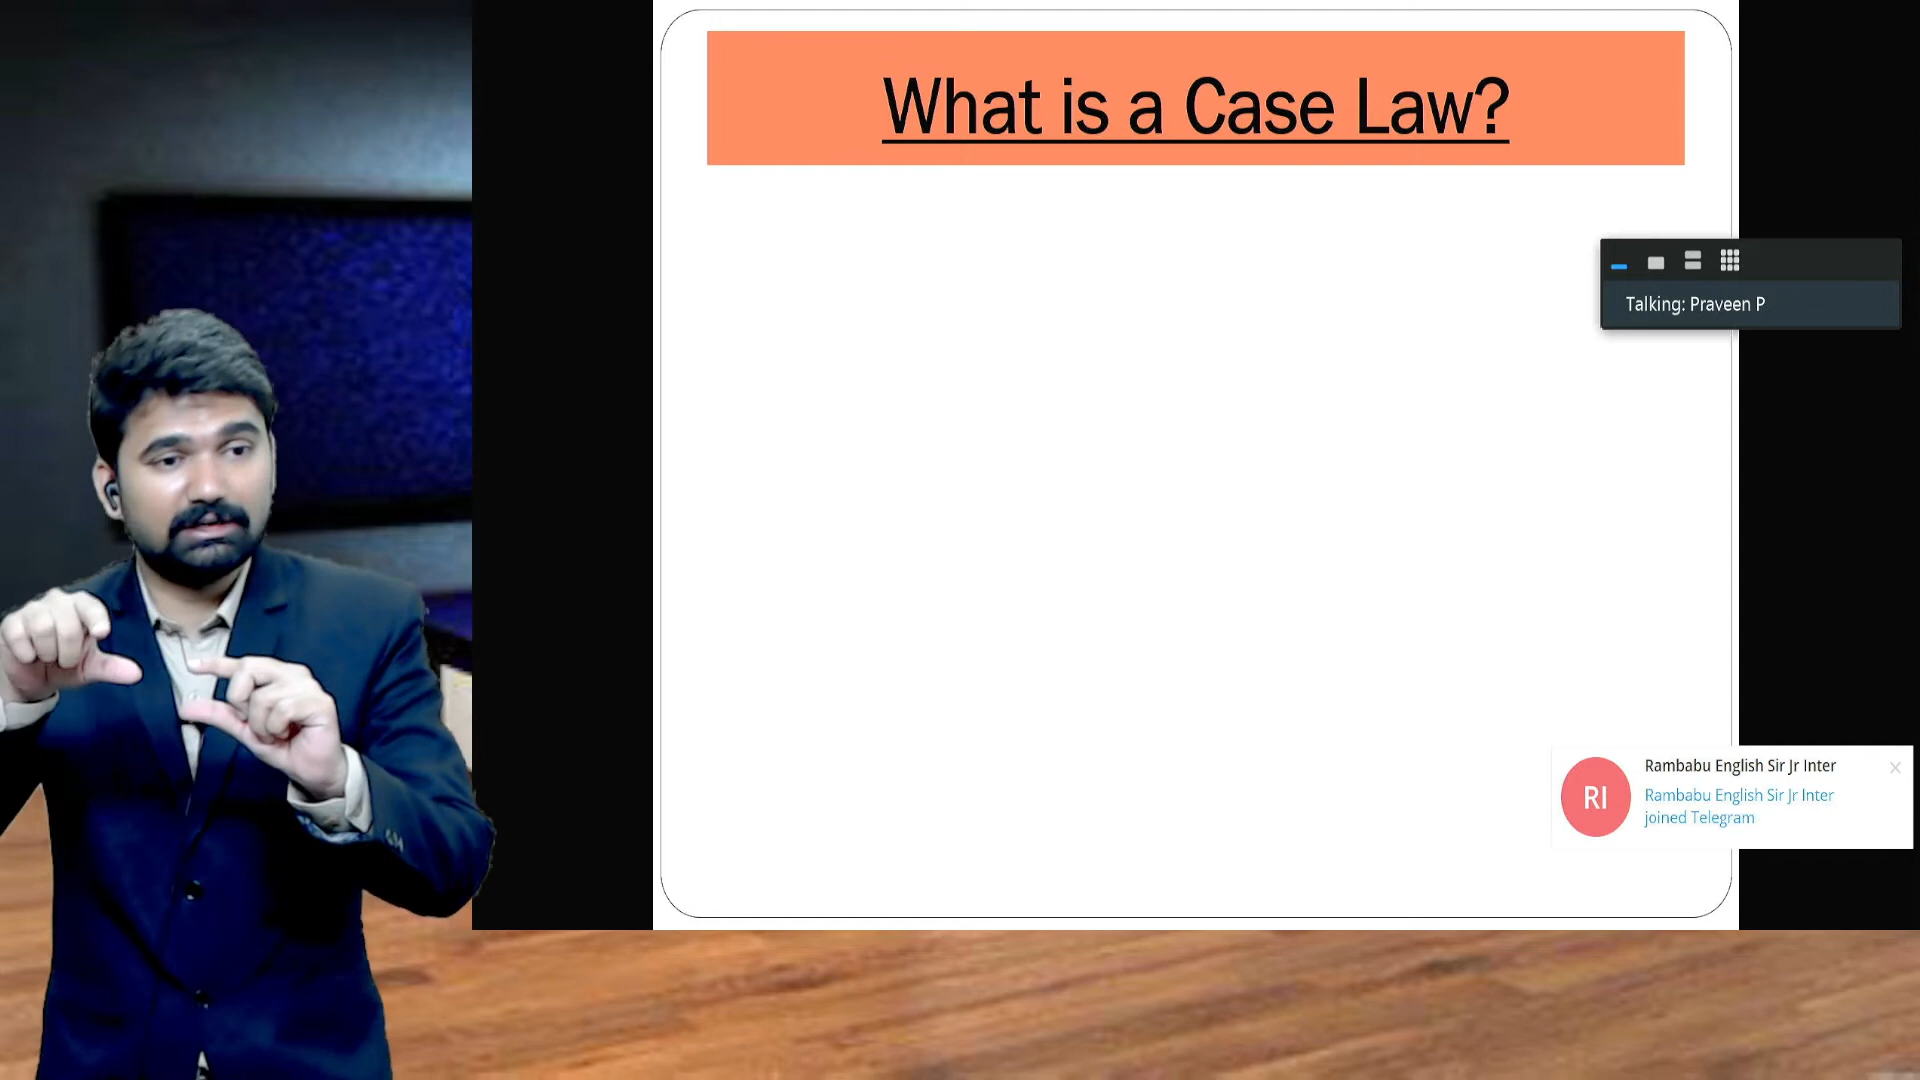 What is a Case Law?
Talking: Praveen P
RI
Rambabu English Sir Jr Inter
Rambabu English Sir Jr Inter
joined Telegram